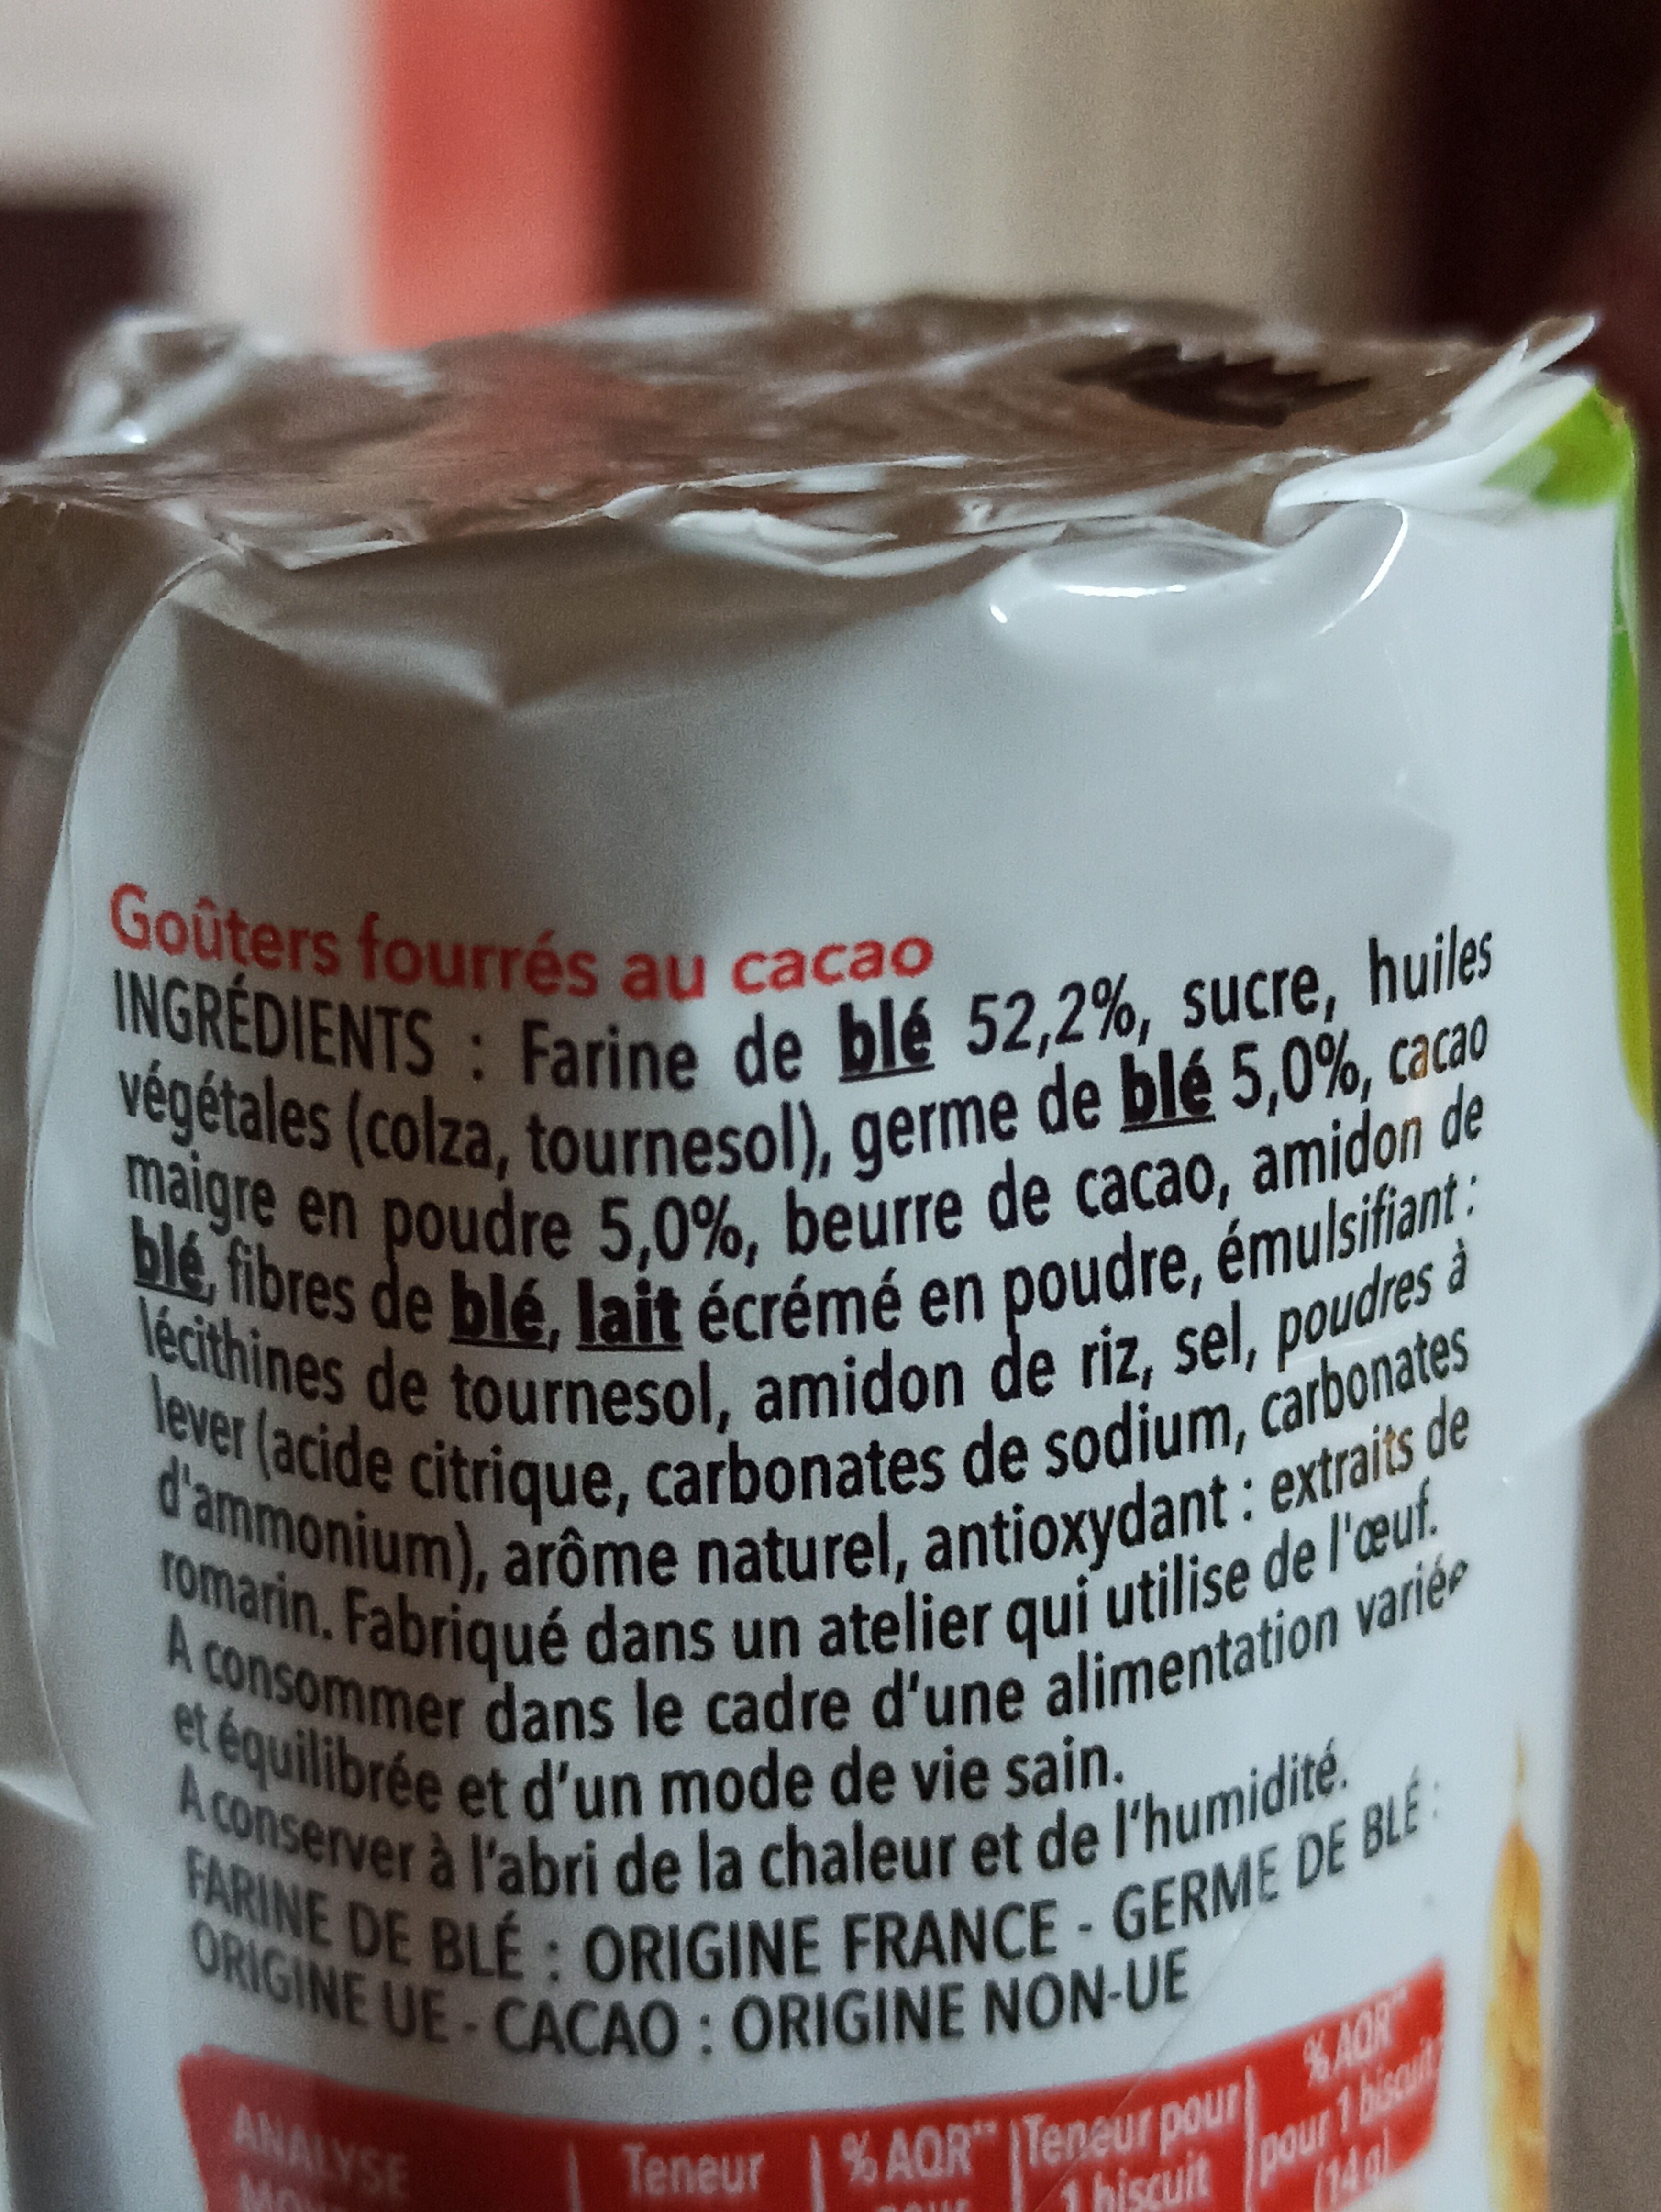 Goûters fourrés au cacao
INGRÉDIENTS : Farine de blé 52,2%, sucre, huiles
végétales (colza, tournesol), germe de blé 5,0%, cacao
maigre en poudre 5,0%, beurre de cacao, amidon de
blé, fibres de blé, lait écrémé en poudre, émulsifiant :
lécithines de tournesol, amidon de riz, sel, poudres à
lever (acide citrique, carbonates de sodium, carbonates
d'ammonium), arôme naturel, antioxydant : extraits de
romarin. Fabriqué dans un atelier qui utilise de l'œuf.
A consommer dans le cadre d'une alimentation variée
et équilibrée et d'un mode de vie sain.
A conserver à l'abri de la chaleur et de l'humidité.
FARINE DE BLÉ : ORIGINE FRANCE - GERME DE BLÉ :
ORIGINE UE - CACAO : ORIGINE NON-UE
ANALYSE
Teneur
% AQR**
Teneur pour
1 biscuit
% AQR**
pour 1 biscuit
(14 g)